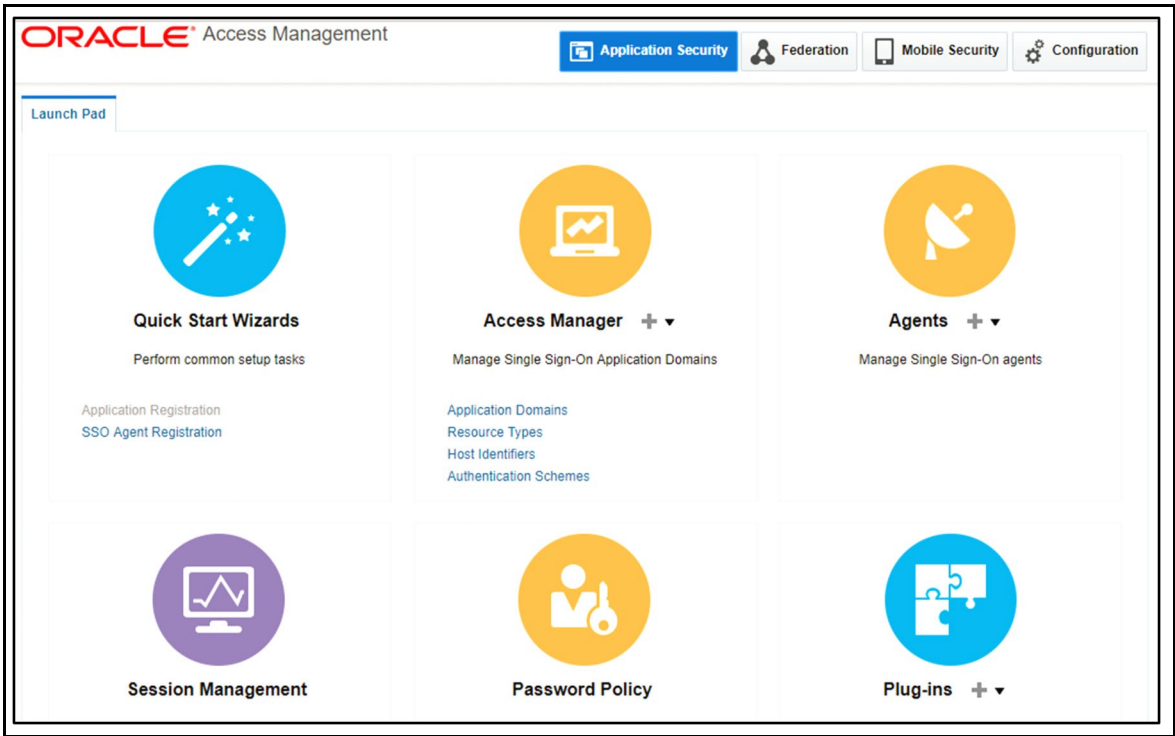 ORACLE® Access Management
Application Security
Federation
Mobile Security
Configuration
Launch Pad
Quick Start Wizards
Perform common setup tasks
Application Registration
SSO Agent Registration
Access Manager
Manage Single Sign-On Application Domains
Application Domains
Resource Types
Host Identifiers
Authentication Schemes
Agents
Manage Single Sign-On agents
Session Management
Password Policy
Plug-ins